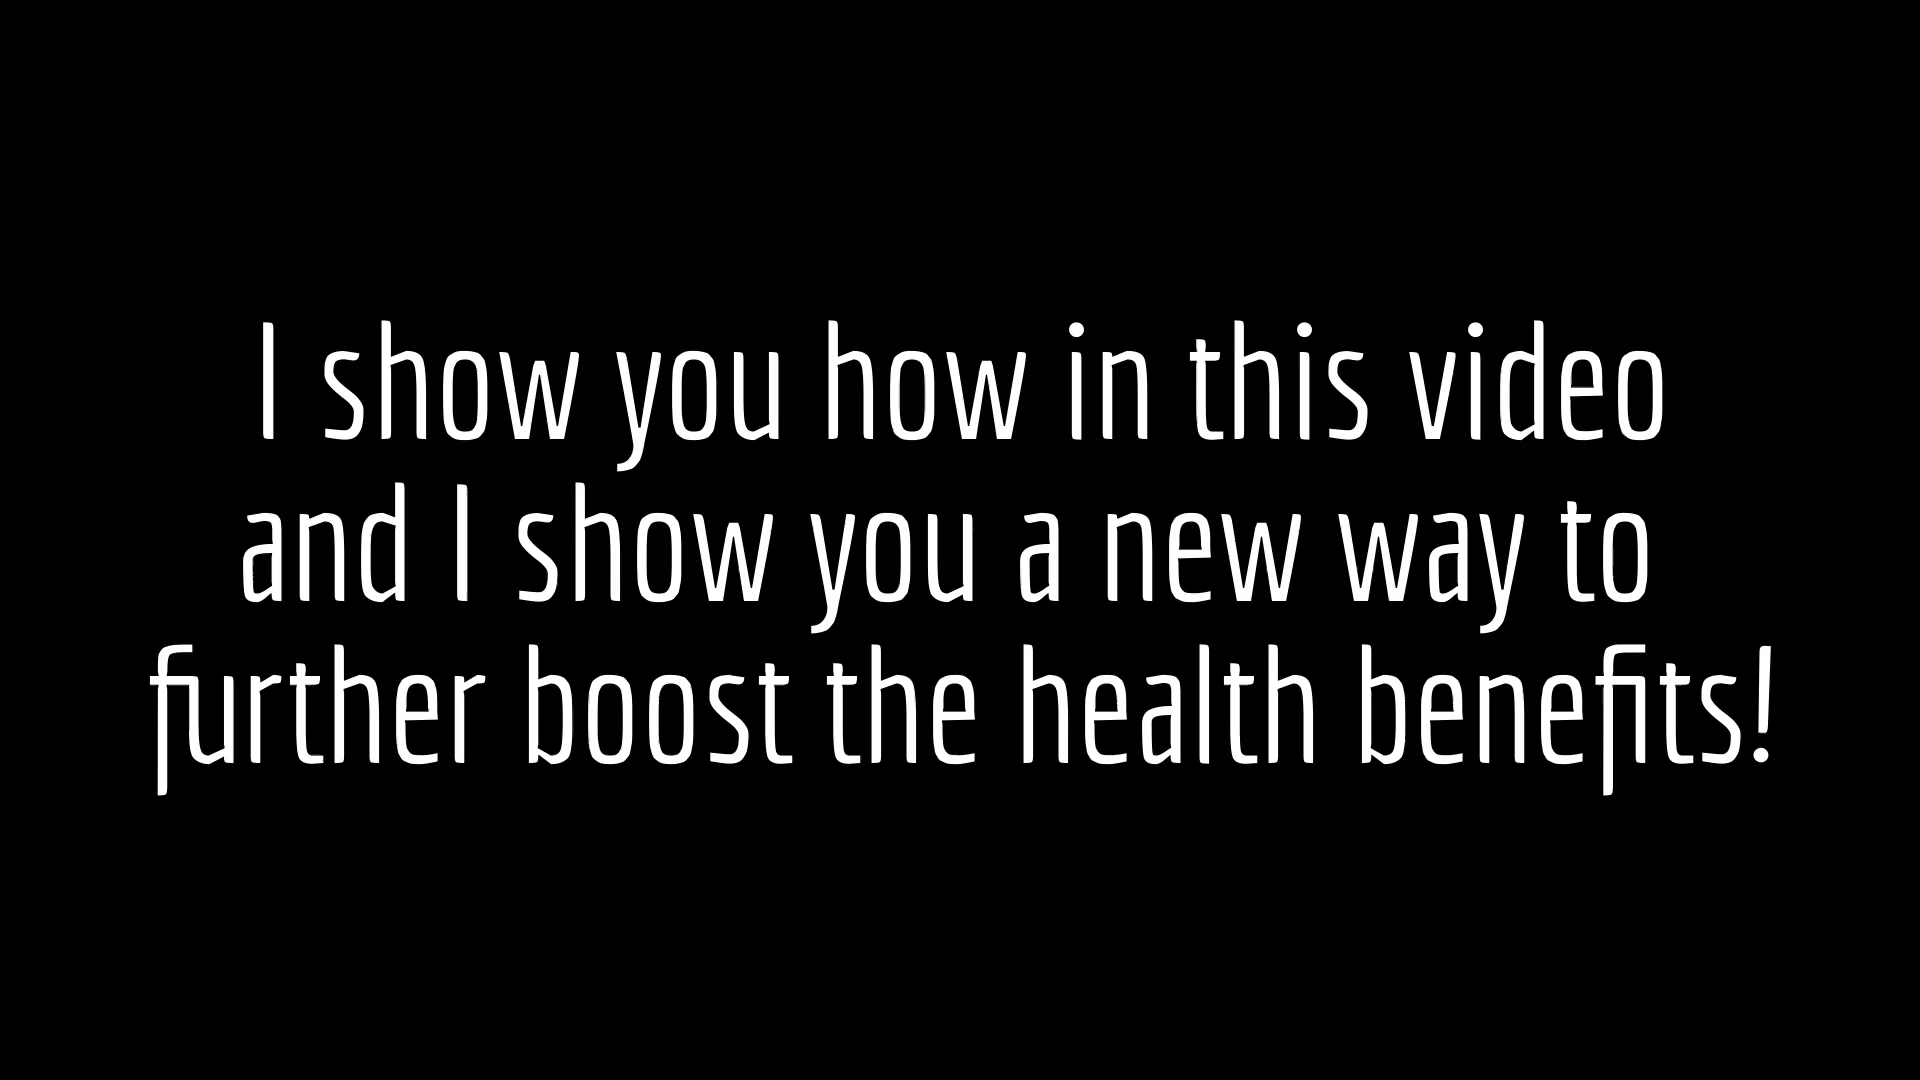 I show you how in this video
and I show you a new way to
further boost the health benefits!